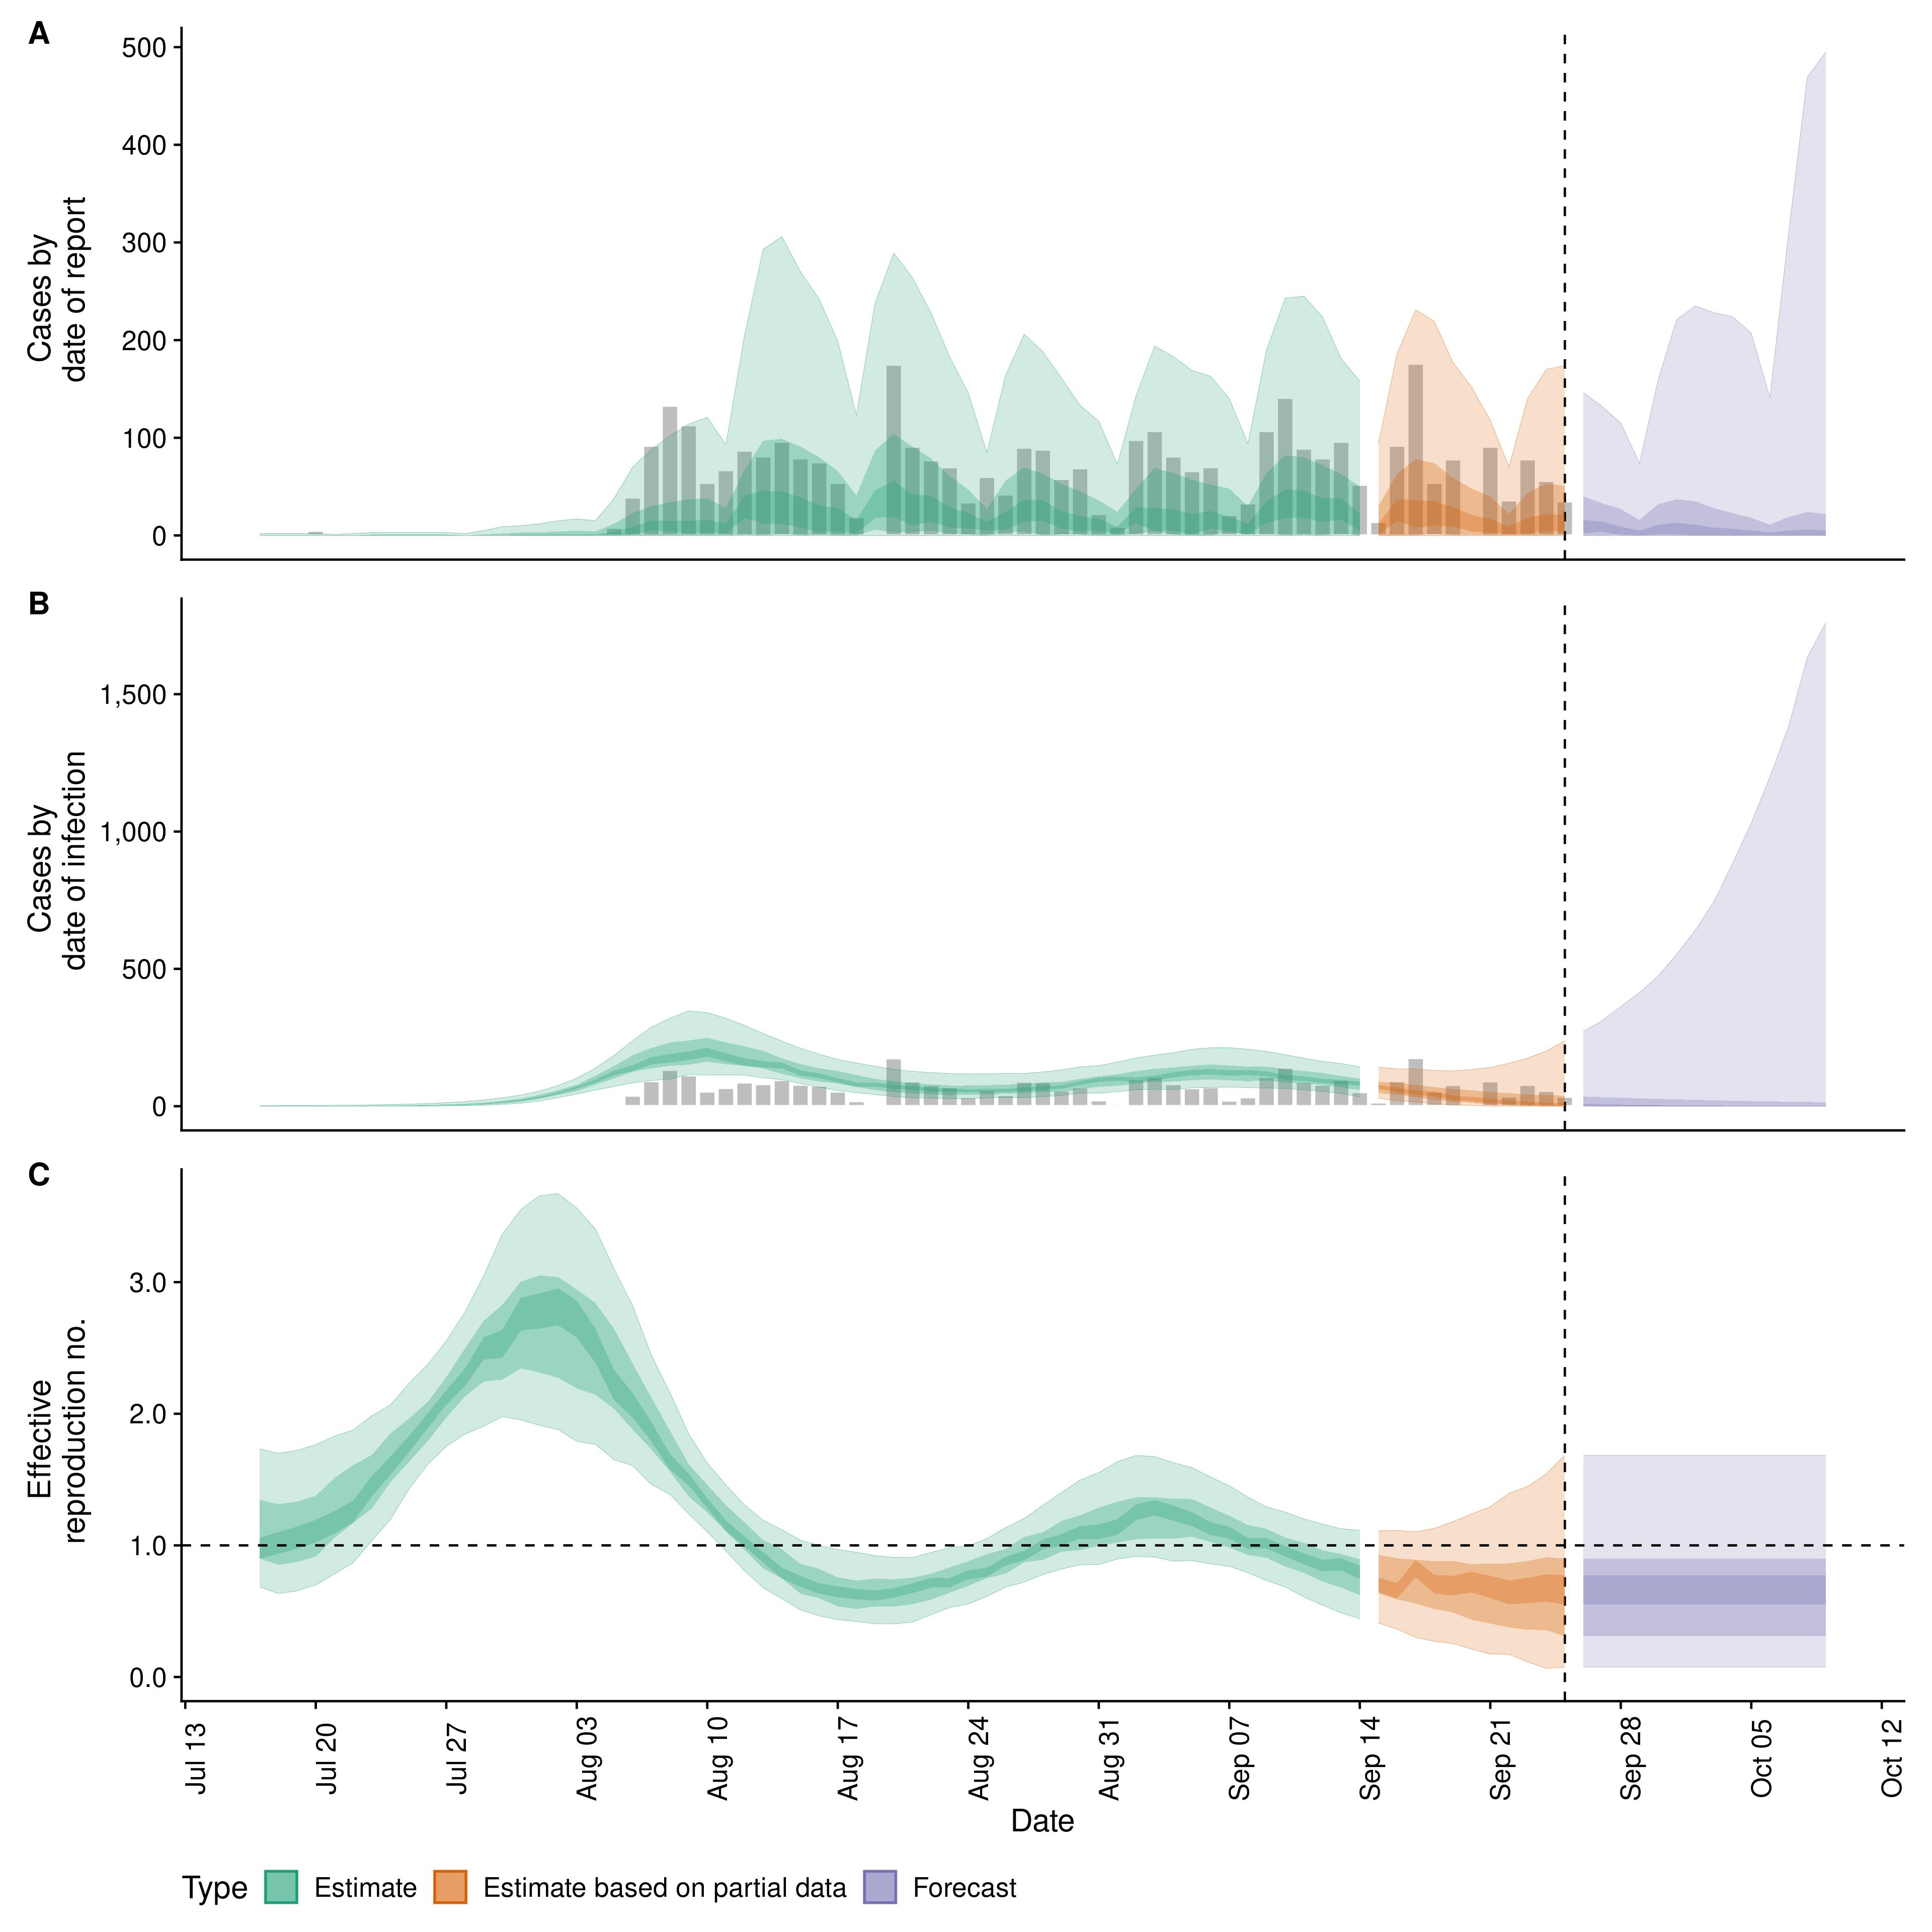 A
500
400
300
200
100
0
Cases by
date of report
B
1,500
1,000
500
0
Cases by
date of infection
C
3.0
2.0
1.0
0.0
Effective
reproduction no.
Jul 13
Jul 20
Jul 27
Aug 03
Aug 10
Aug 17
Aug 24
Aug 31
Sep 07
Sep 14
Sep 21
Sep 28
Oct 05
Oct 12
Date
Type
Estimate
Estimate based on partial data
Forecast